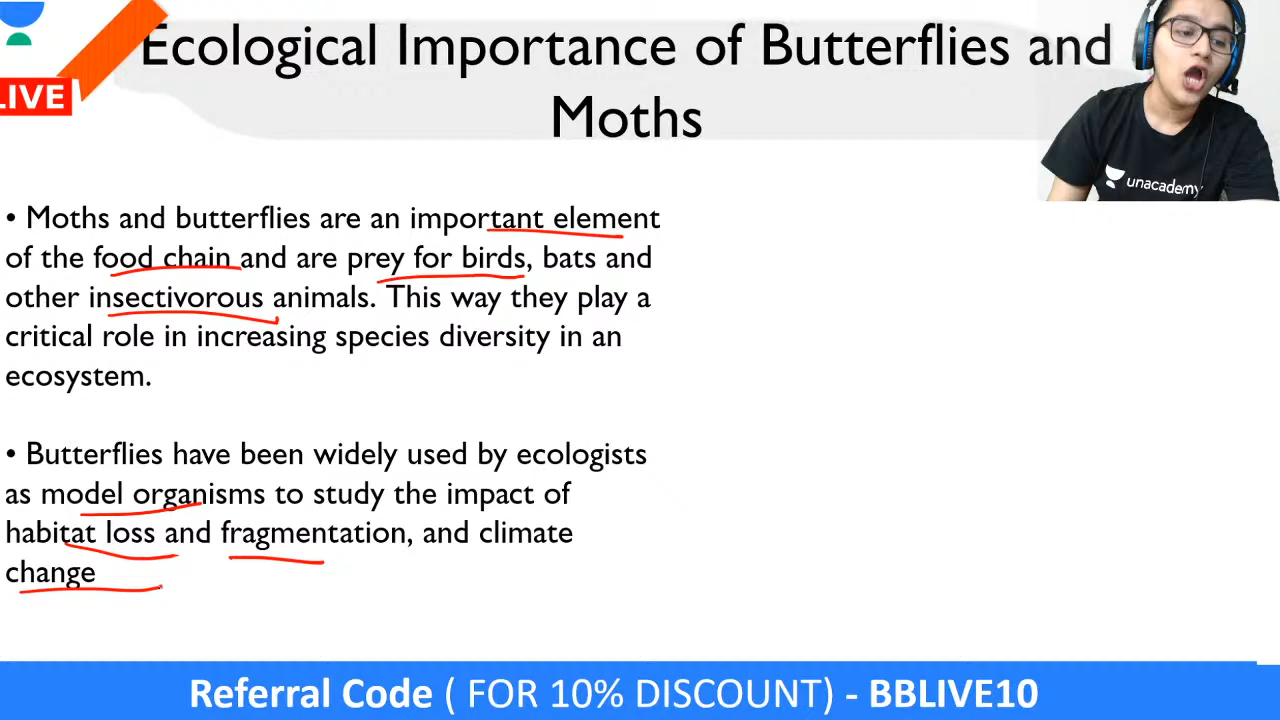 Ecological Importance of Butterflies and
Moths
LIVE
unacademy
• Moths and butterflies are an important element
of the food chain and are prey for birds, bats and
other insectivorous animals. This way they play a
critical role in increasing species diversity in an
ecosystem.
• Butterflies have been widely used by ecologists
as model organisms to study the impact of
habitat loss and fragmentation, and climate
change
Referral Code ( FOR 10% DISCOUNT) - BBLIVE10